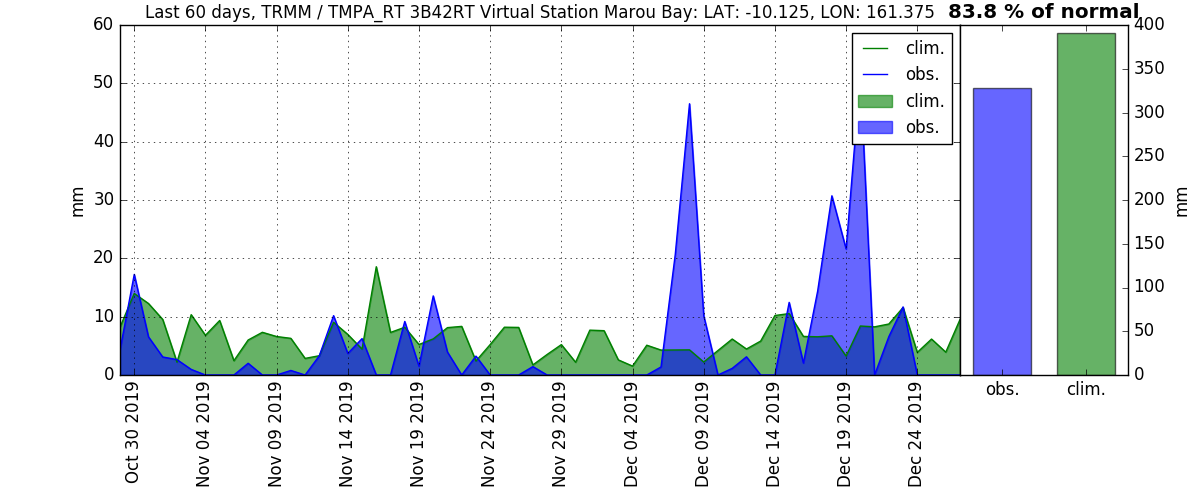 Last 60 days, TRMM / TMPA_RT 3B42RT Virtual Station Marou Bay: LAT: -10.125, LON: 161.375
83.8 % of normal
60
50
40
30
20
10
0
mm
clim.
obs.
clim.
obs.
400
350
300
250
200
150
100
50
0
mm
obs.
clim.
Oct 30 2019
Nov 04 2019
Nov 09 2019
Nov 14 2019
Nov 19 2019
Nov 24 2019
Nov 29 2019
Dec 04 2019
Dec 09 2019
Dec 14 2019
Dec 19 2019
Dec 24 2019